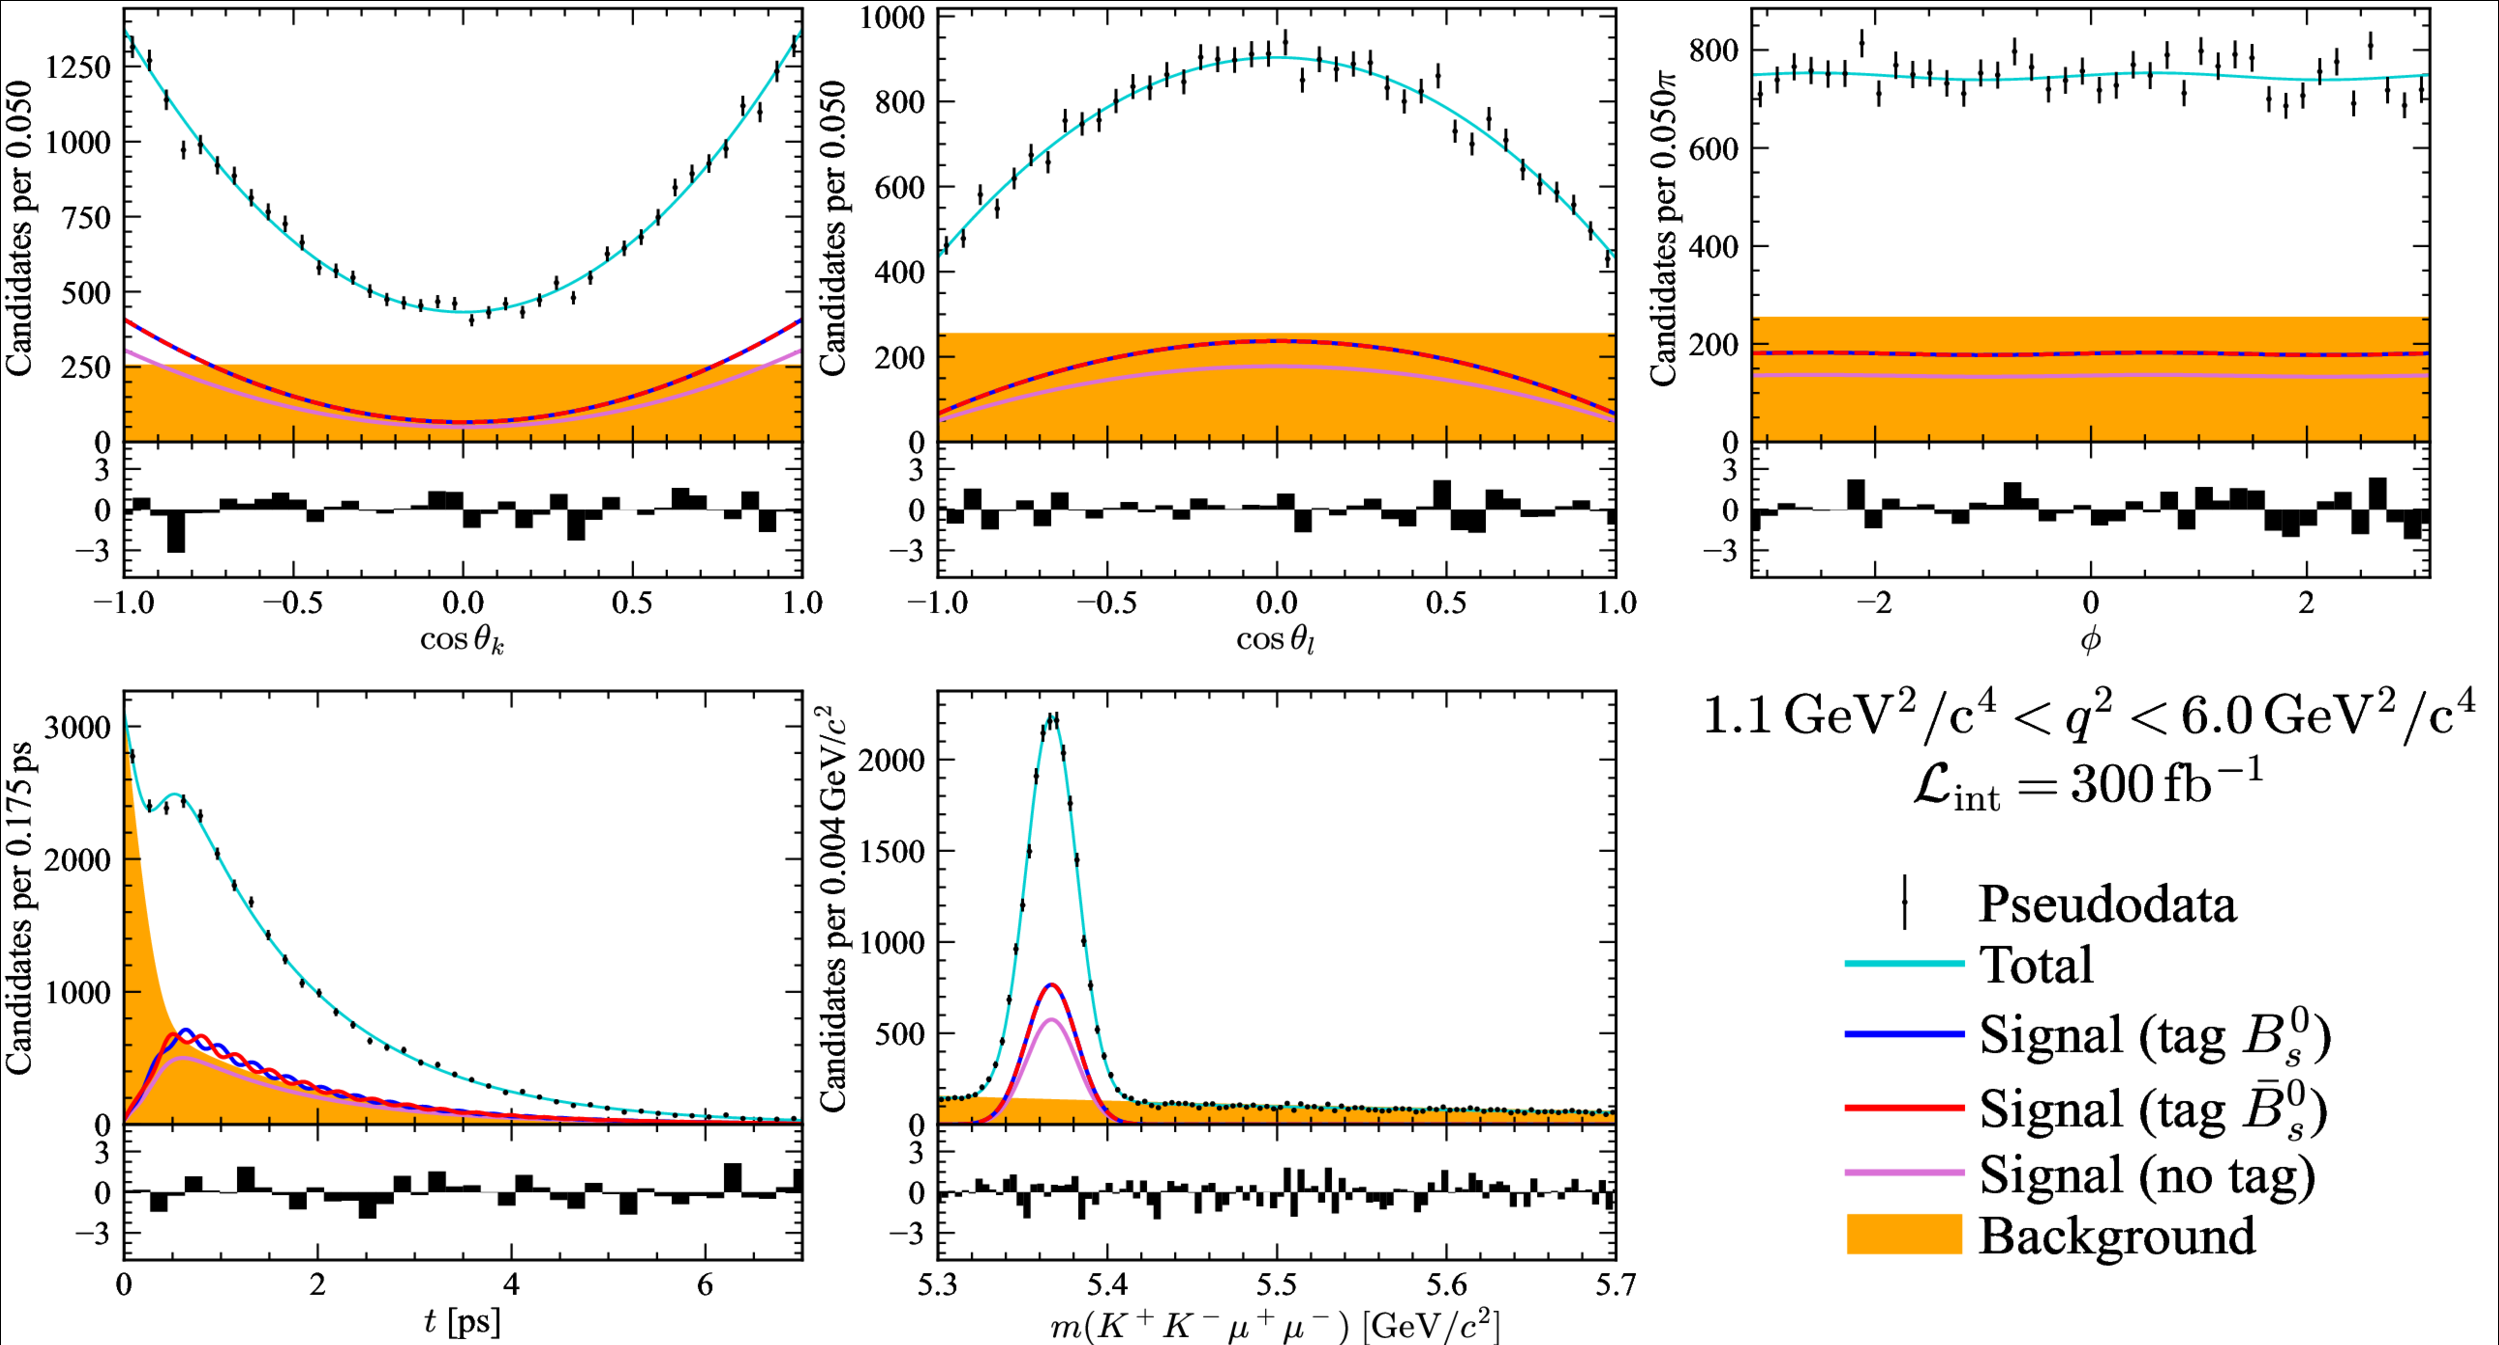 Candidates per 0.050
1250
1000
750
500
250
0
3
0
−3
−1.0 −0.5 0.0 0.5 1.0
cos θ_k
Candidates per 0.050
1000
800
600
400
200
0
3
0
−3
−1.0 −0.5 0.0 0.5 1.0
cos θ_l
Candidates per 0.050π
800
600
400
200
0
3
0
−3
−2 0 2
ϕ
Candidates per 0.175 ps
3000
2000
1000
0
3
0
−3
0 2 4 6
t [ps]
Candidates per 0.004 GeV/c²
2000
1500
1000
500
0
3
0
−3
5.3 5.4 5.5 5.6 5.7
m(K⁺K⁻μ⁺μ⁻) [GeV/c²]
1.1 GeV²/c⁴ < q² < 6.0 GeV²/c⁴
ℒ_int = 300 fb⁻¹
Pseudodata
Total
Signal (tag B_s⁰)
Signal (tag B̄_s⁰)
Signal (no tag)
Background